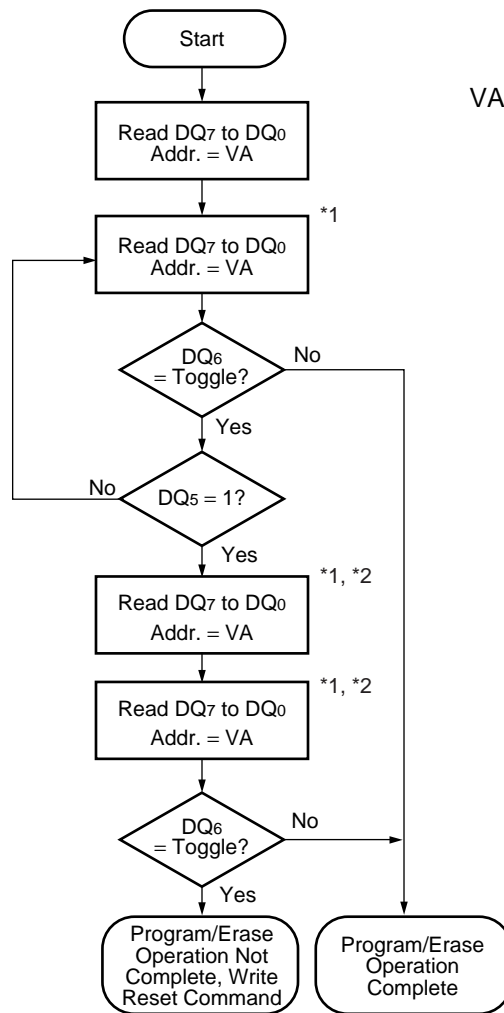 Start
VA
Read DQ7 to DQ0
Addr. = VA
*1
Read DQ7 to DQ0
Addr. = VA
DQ6
= Toggle?
No
Yes
No
DQ5 = 1?
Yes
*1, *2
Read DQ7 to DQ0
Addr. = VA
*1, *2
Read DQ7 to DQ0
Addr. = VA
DQ6
= Toggle?
No
Yes
Program/Erase
Operation Not
Complete, Write
Reset Command
Program/Erase
Operation
Complete